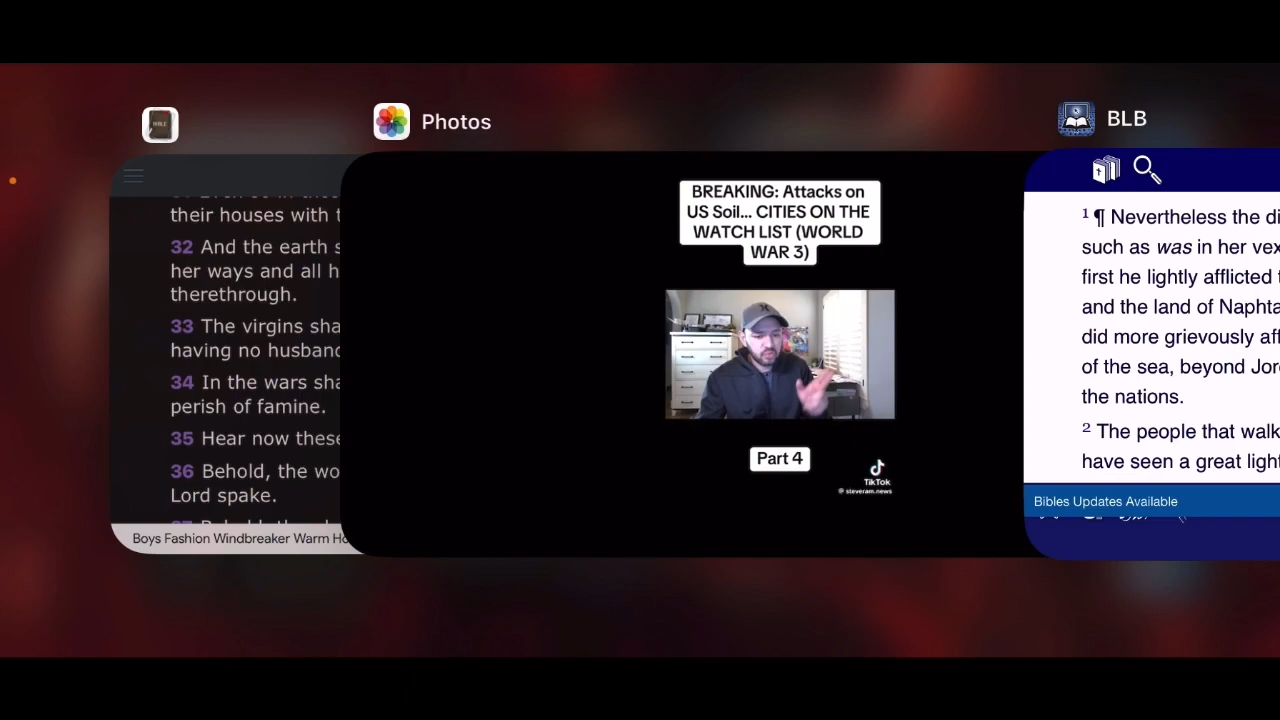 BIBLE
Photos
BLB
their houses with t
32 And the earth s
her ways and all h
therethrough.
33 The virgins sha
having no husband
34 In the wars sha
perish of famine.
35 Hear now these
36 Behold, the wo
Lord spake.
Boys Fashion Windbreaker Warm Ho
BREAKING: Attacks on
US Soil... CITIES ON THE
WATCH LIST (WORLD
WAR 3)
Part 4
TikTok
@ steveram.news
1 ¶ Nevertheless the di
such as was in her vex
first he lightly afflicted t
and the land of Naphta
did more grievously aff
of the sea, beyond Jor
the nations.
2 The people that walk
have seen a great light
Bibles Updates Available